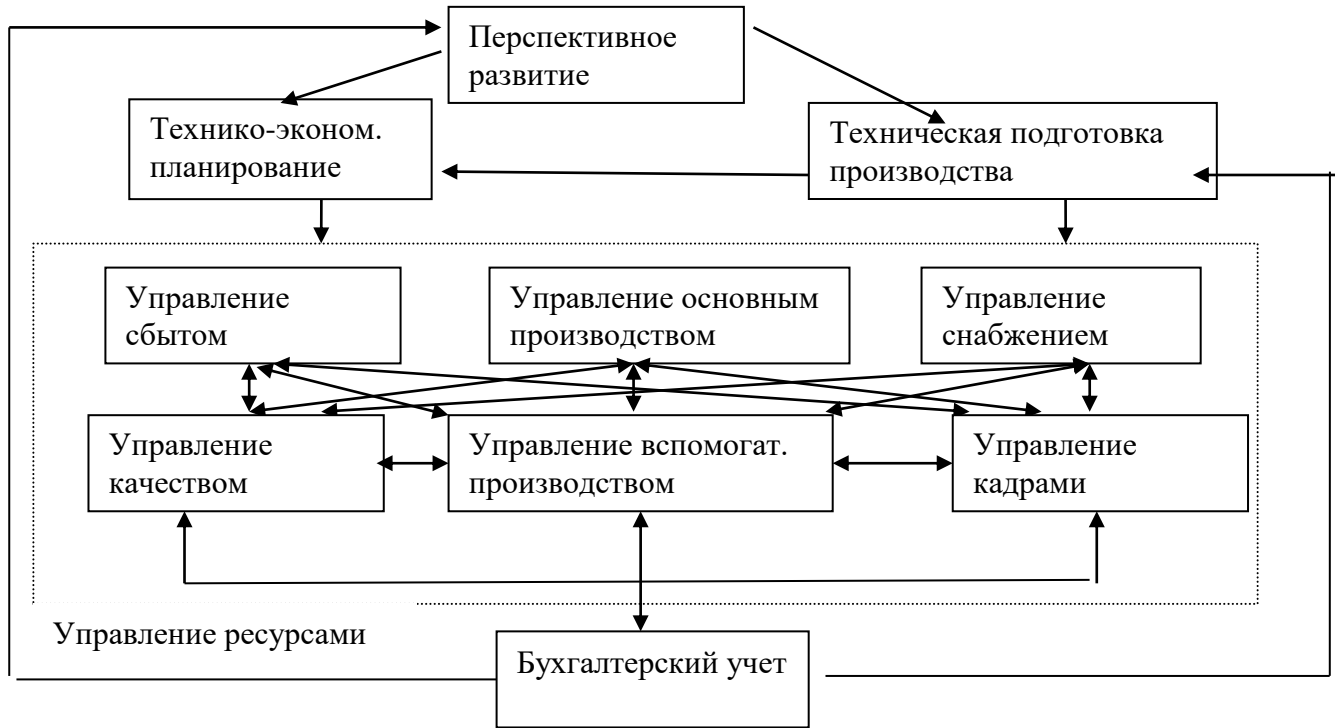 Перспективное
развитие
Технико-эконом.
планирование
Техническая подготовка
производства
Управление
сбытом
Управление основным
производством
Управление
снабжением
Управление
качеством
Управление вспомогат.
производством
Управление
кадрами
Управление ресурсами
Бухгалтерский учет